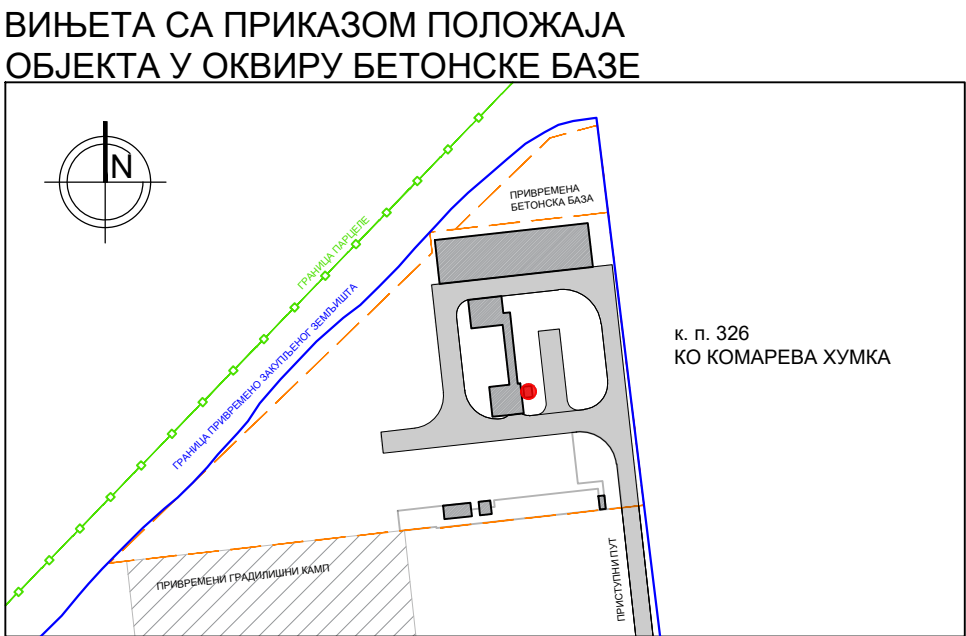 ВИЊЕТА СА ПРИКАЗОМ ПОЛОЖАЈА
ОБЈЕКТА У ОКВИРУ БЕТОНСКЕ БАЗЕ
N
ПРИВРЕМЕНА
БЕТОНСКА БАЗА
ГРАНИЦА ПАРЦЕЛЕ
ГРАНИЦА ПРИВРЕМЕНО ЗАКУПЉЕНОГ ЗЕМЉИШТА
к. п. 326
КО КОМАРЕВА ХУМКА
ПРИВРЕМЕНИ ГРАДИЛИШНИ КАМП
ПРИСТУПНИ ПУТ